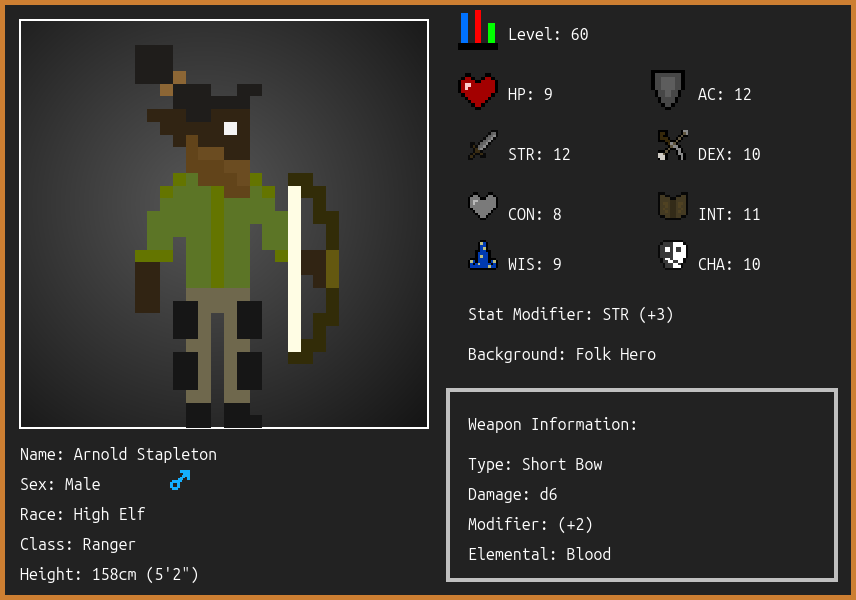 Level: 60
HP: 9
AC: 12
STR: 12
DEX: 10
CON: 8
INT: 11
WIS: 9
CHA: 10
Stat Modifier: STR (+3)
Background: Folk Hero
Weapon Information:
Type: Short Bow
Damage: d6
Modifier: (+2)
Elemental: Blood
Name: Arnold Stapleton
Sex: Male
Race: High Elf
Class: Ranger
Height: 158cm (5'2")